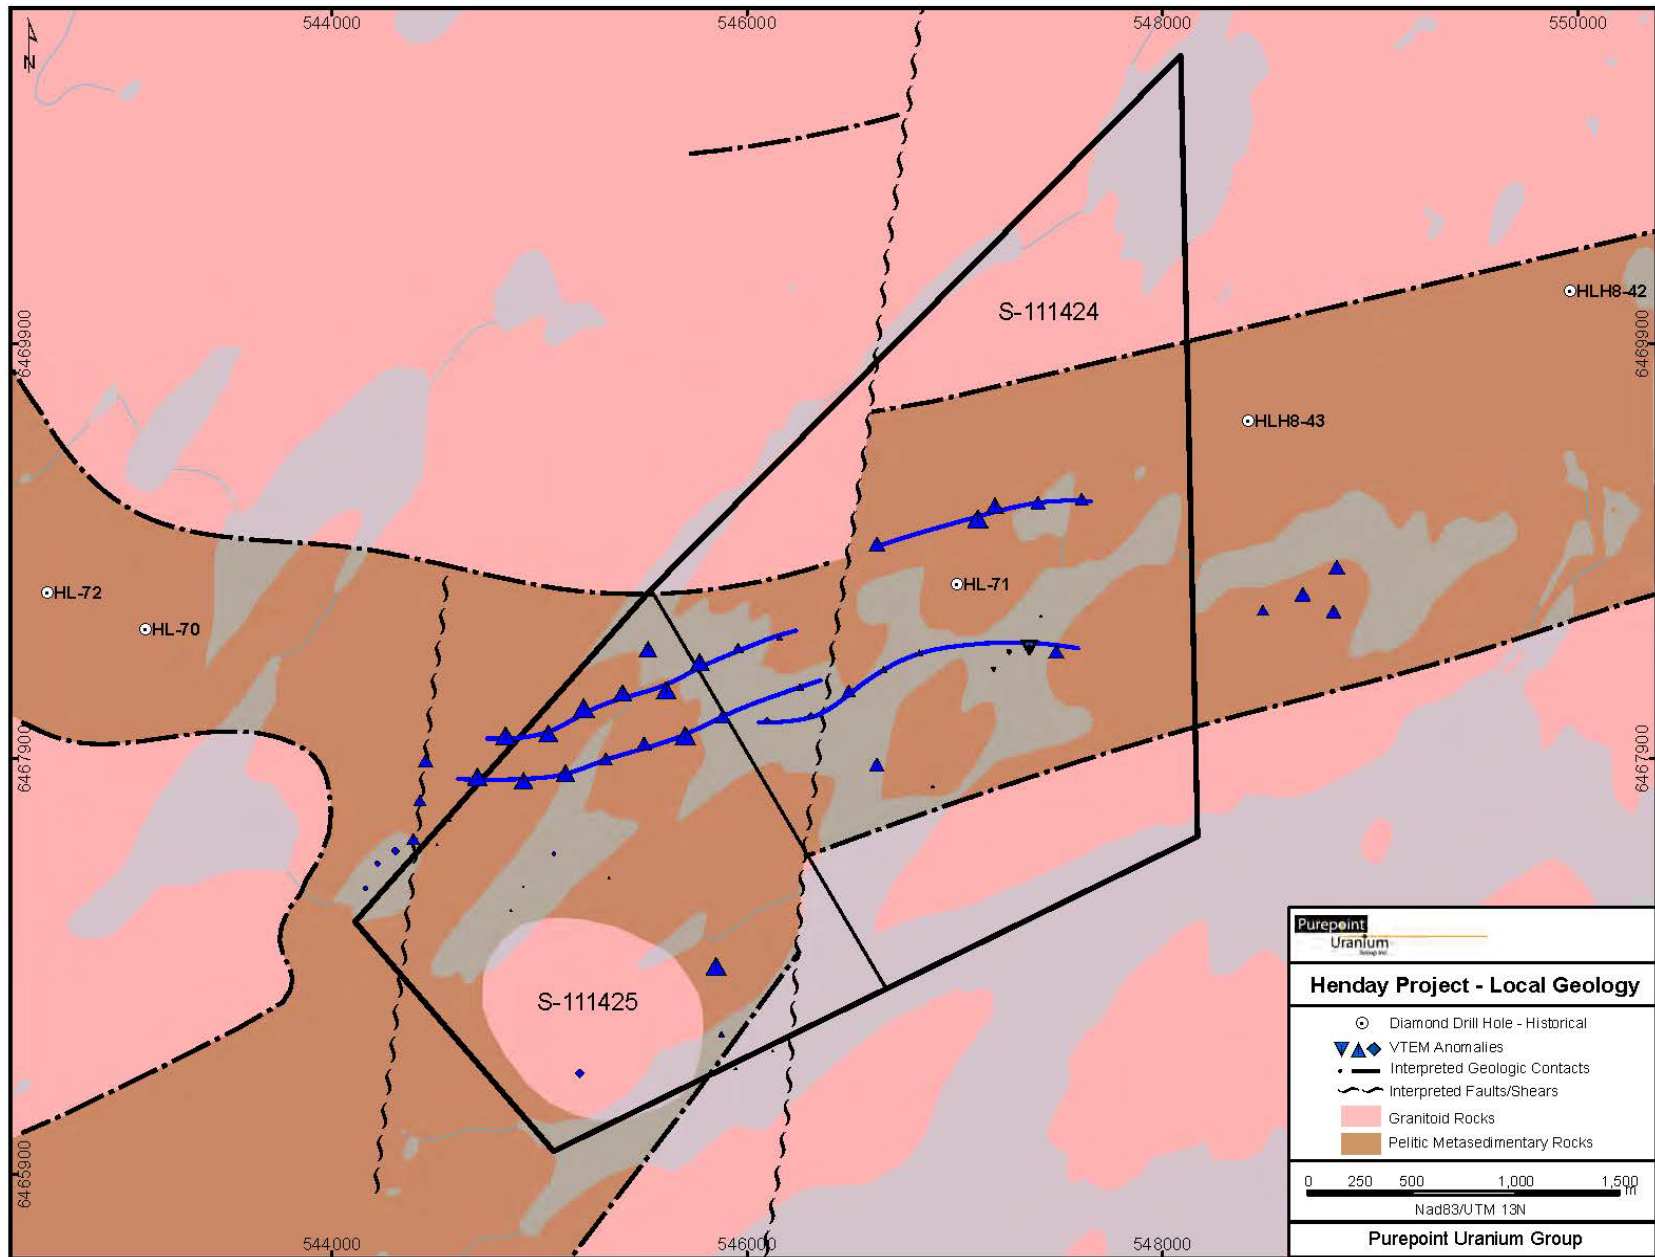 544000
546000
548000
550000
N
S-111424
HLH8-42
6469900
6469900
HLH8-43
HL-71
HL-72
HL-70
6467900
6467900
S-111425
6465900
544000
546000
548000
Purepoint
Uranium
Group Inc.
Henday Project - Local Geology
Diamond Drill Hole - Historical
VTEM Anomalies
Interpreted Geologic Contacts
Interpreted Faults/Shears
Granitoid Rocks
Pelitic Metasedimentary Rocks
0 250 500 1,000 1,500
m
Nad83/UTM 13N
Purepoint Uranium Group